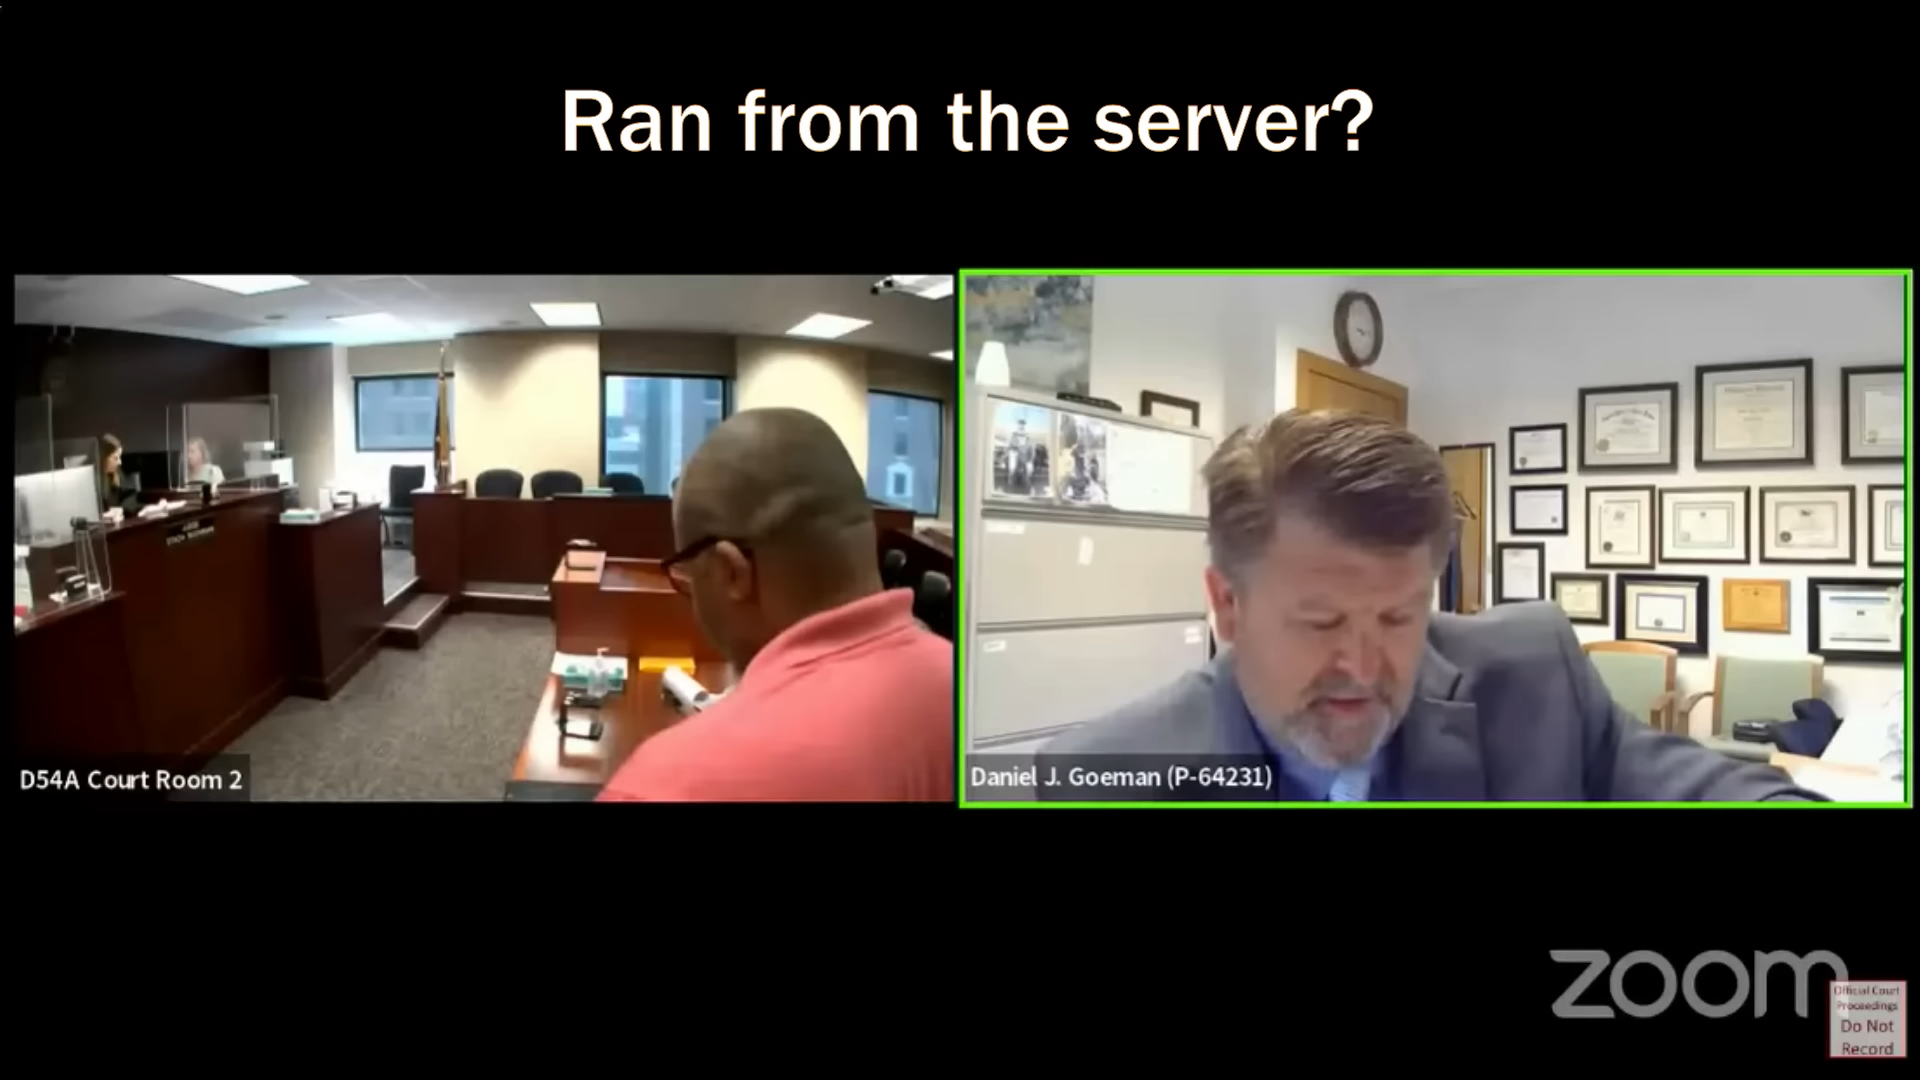 Ran from the server?
D54A Court Room 2
Daniel J. Goeman (P-64231)
zoom
Official Court
Proceedings
Do Not
Record